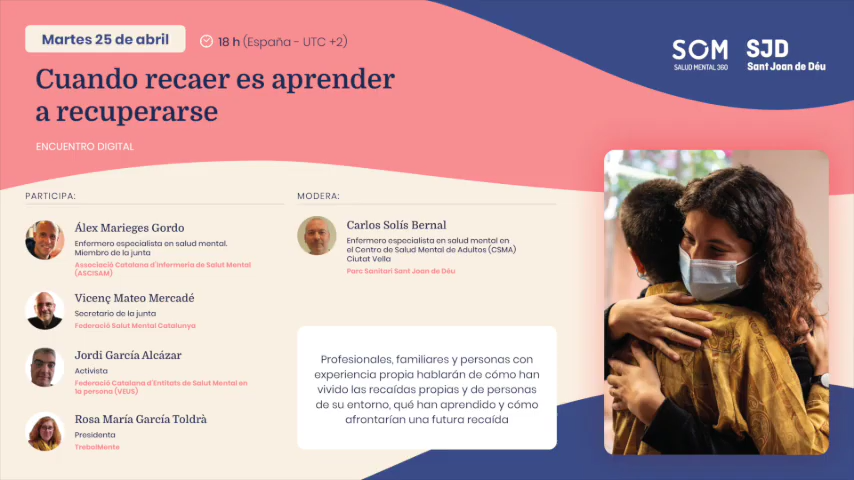 Martes 25 de abril
18 h (España - UTC +2)
SOM
SALUD MENTAL 360
SJD
Sant Joan de Déu
Cuando recaer es aprender
a recuperarse
ENCUENTRO DIGITAL
PARTICIPA:
Álex Marieges Gordo
Enfermero especialista en salud mental.
Miembro de la junta
Associació Catalana d'Infermeria de Salut Mental
(ASCISAM)
Vicenç Mateo Mercadé
Secretario de la junta
Federació Salut Mental Catalunya
Jordi García Alcázar
Activista
Federació Catalana d'Entitats de Salut Mental en
1a persona (VEUS)
Rosa María García Toldrà
Presidenta
TrebalMente
MODERA:
Carlos Solís Bernal
Enfermero especialista en salud mental en
el Centro de Salud Mental de Adultos (CSMA)
Ciutat Vella
Parc Sanitari Sant Joan de Déu
Profesionales, familiares y personas con
experiencia propia hablarán de cómo han
vivido las recaídas propias y de personas
de su entorno, qué han aprendido y cómo
afrontarían una futura recaída